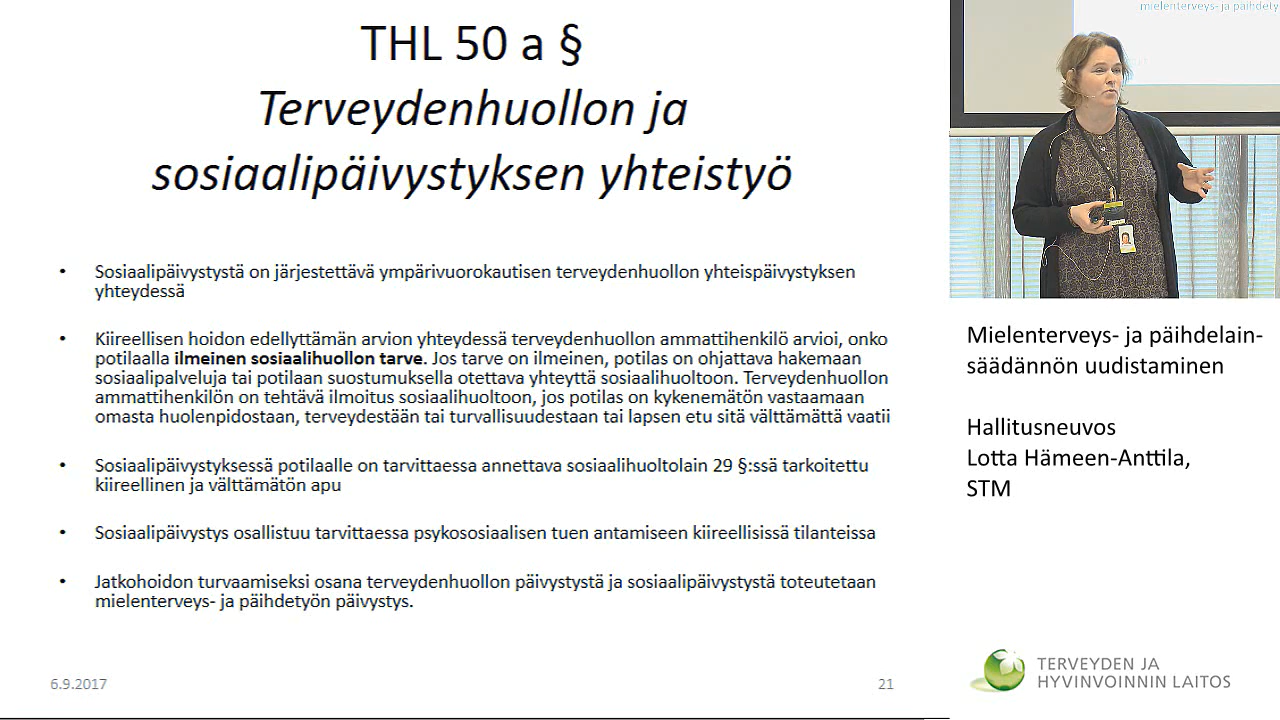 THL 50 a §
Terveydenhuollon ja
sosiaalipäivystyksen yhteistyö
• Sosiaalipäivystystä on järjestettävä ympärivuorokautisen terveydenhuollon yhteispäivystyksen
yhteydessä
• Kiireellisen hoidon edellyttämän arvion yhteydessä terveydenhuollon ammattihenkilö arvioi, onko
potilaalla ilmeinen sosiaalihuollon tarve. Jos tarve on ilmeinen, potilas on ohjattava hakemaan
sosiaalipalveluja tai potilaan suostumuksella otettava yhteyttä sosiaalihuoltoon. Terveydenhuollon
ammattihenkilön on tehtävä ilmoitus sosiaalihuoltoon, jos potilas on kykenemätön vastaamaan
omasta huolenpidostaan, terveydestään tai turvallisuudestaan tai lapsen etu sitä välttämättä vaatii
• Sosiaalipäivystyksessä potilaalle on tarvittaessa annettava sosiaalihuoltolain 29 §:ssä tarkoitettu
kiireellinen ja välttämätön apu
• Sosiaalipäivystys osallistuu tarvittaessa psykososiaalisen tuen antamiseen kiireellisissä tilanteissa
• Jatkohoidon turvaamiseksi osana terveydenhuollon päivystystä ja sosiaalipäivystystä toteutetaan
mielenterveys- ja päihdetyön päivystys.
6.9.2017
21
mielenterveys- ja päihdety
Mielenterveys- ja päihdelain-
säädännön uudistaminen
Hallitusneuvos
Lotta Hämeen-Anttila,
STM
TERVEYDEN JA
HYVINVOINNIN LAITOS